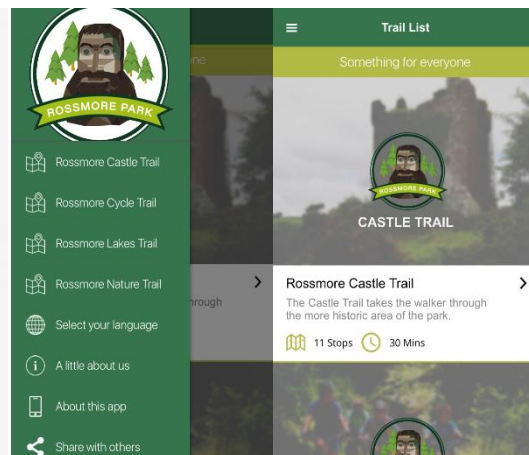 ROSSMORE PARK
Rossmore Castle Trail
Rossmore Cycle Trail
Rossmore Lakes Trail
Rossmore Nature Trail
Select your language
A little about us
About this app
Share with others
ne
hrough
Trail List
Something for everyone
ROSSMORE PARK
CASTLE TRAIL
Rossmore Castle Trail
The Castle Trail takes the walker through
the more historic area of the park.
11 Stops 30 Mins